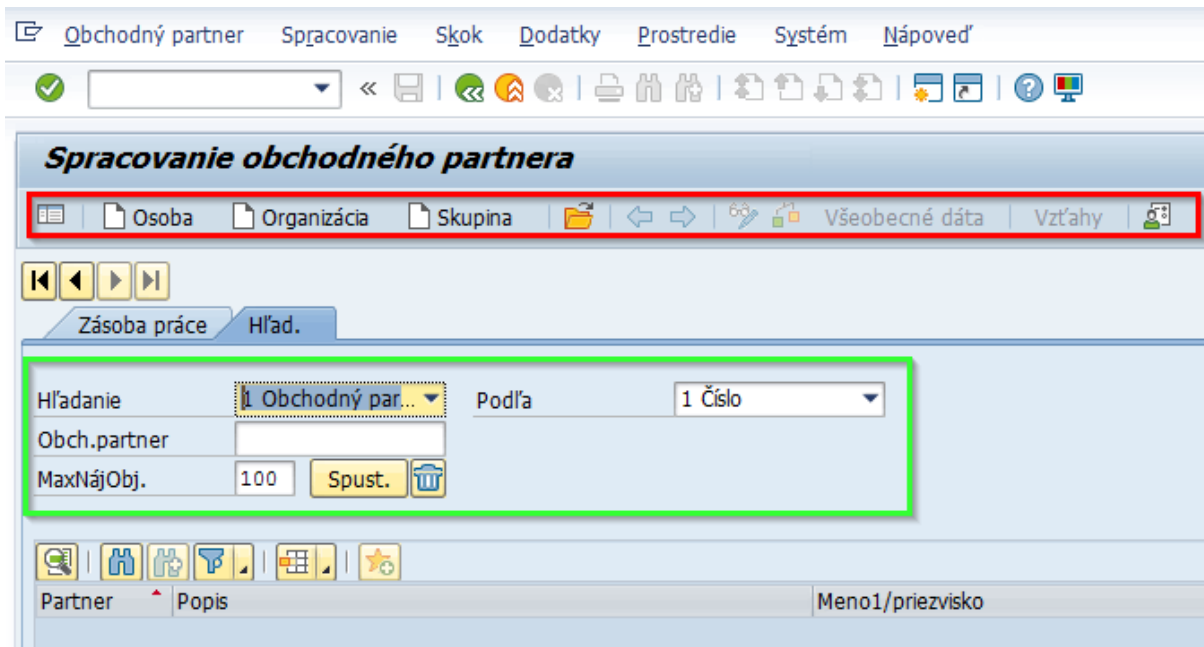 Obchodný partner Spracovanie Skok Dodatky Prostredie Systém Nápoveď
Spracovanie obchodného partnera
Osoba Organizácia Skupina Všeobecné dáta Vzťahy
Zásoba práce Hľad.
Hľadanie 1 Obchodný par... Podľa 1 Číslo
Obch.partner
MaxNájObj. 100 Spust.
Partner Popis Meno1/priezvisko